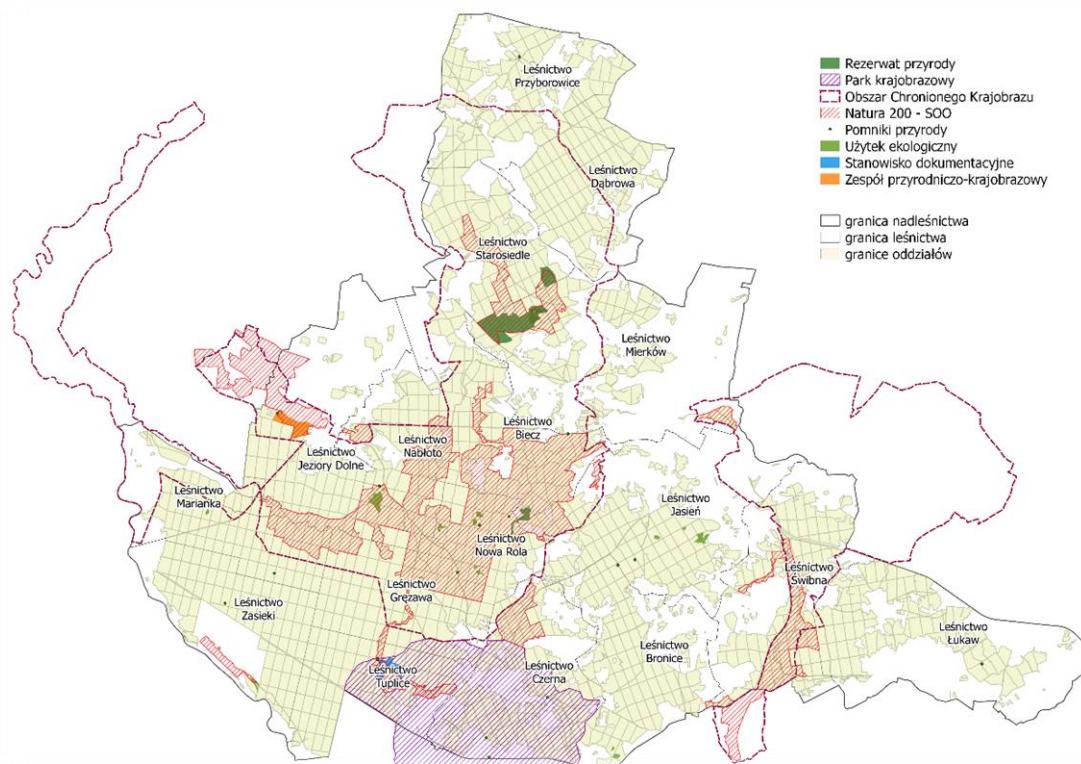 Leśnictwo
Przyborowice
Rezerwat przyrody
Park krajobrazowy
Obszar Chronionego Krajobrazu
Natura 200 - SOO
Pomniki przyrody
Użytek ekologiczny
Stanowisko dokumentacyjne
Zespół przyrodniczo-krajobrazowy
granica nadleśnictwa
granica leśnictwa
granice oddziałów
Leśnictwo
Dąbrowa
Leśnictwo
Starosiedle
Leśnictwo
Mierków
Leśnictwo
Biecz
Leśnictwo
Nabłoto
Leśnictwo
Jeziory Dolne
Leśnictwo
Marianka
Leśnictwo
Jasień
Leśnictwo
Nowa Rola
Leśnictwo
Świbna
Leśnictwo
Gręzawa
Leśnictwo
Zasieki
Leśnictwo
Łukaw
Leśnictwo
Bronice
Leśnictwo
Tuplice
Leśnictwo
Czerna